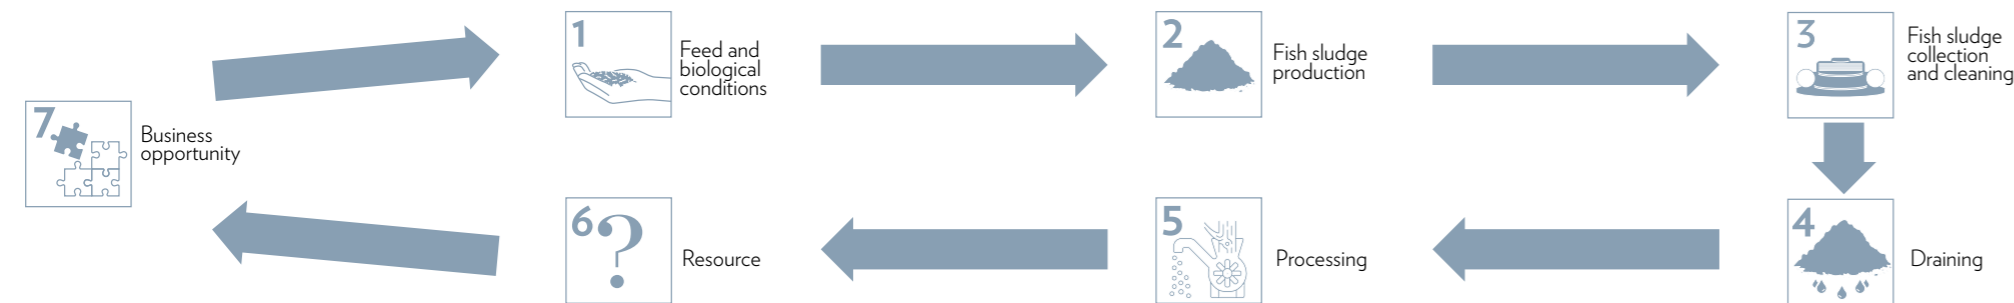 1
Feed and
biological
conditions
2
Fish sludge
production
3
Fish sludge
collection
and cleaning
7
Business
opportunity
6
?
Resource
5
Processing
4
Draining